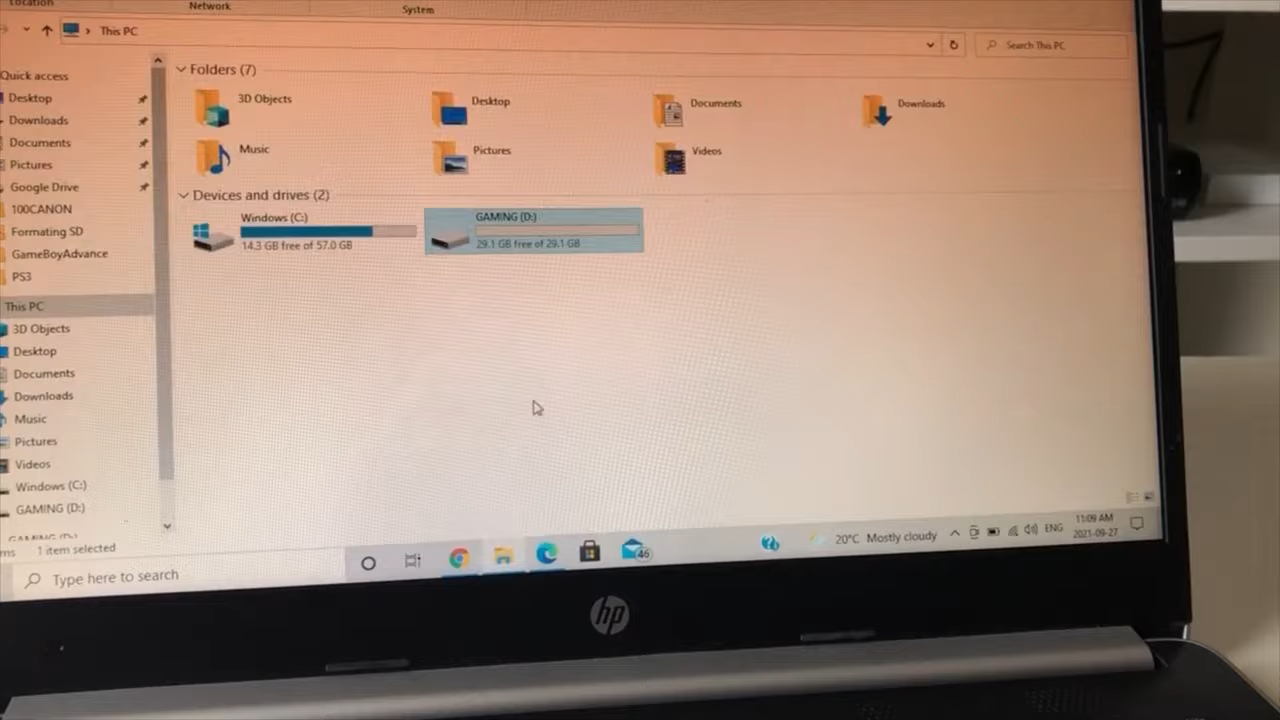 Location
Network
System
This PC
Search This PC
Quick access
Desktop
Downloads
Documents
Pictures
Google Drive
100CANON
Formating SD
GameBoyAdvance
PS3
This PC
3D Objects
Desktop
Documents
Downloads
Music
Pictures
Videos
Windows (C:)
GAMING (D:)
GAMING (D:)
Folders (7)
3D Objects
Desktop
Documents
Downloads
Music
Pictures
Videos
Devices and drives (2)
Windows (C:)
14.3 GB free of 57.0 GB
GAMING (D:)
29.1 GB free of 29.1 GB
ms 1 item selected
Type here to search
46
20°C Mostly cloudy
ENG
11:09 AM
2021-09-27
hp